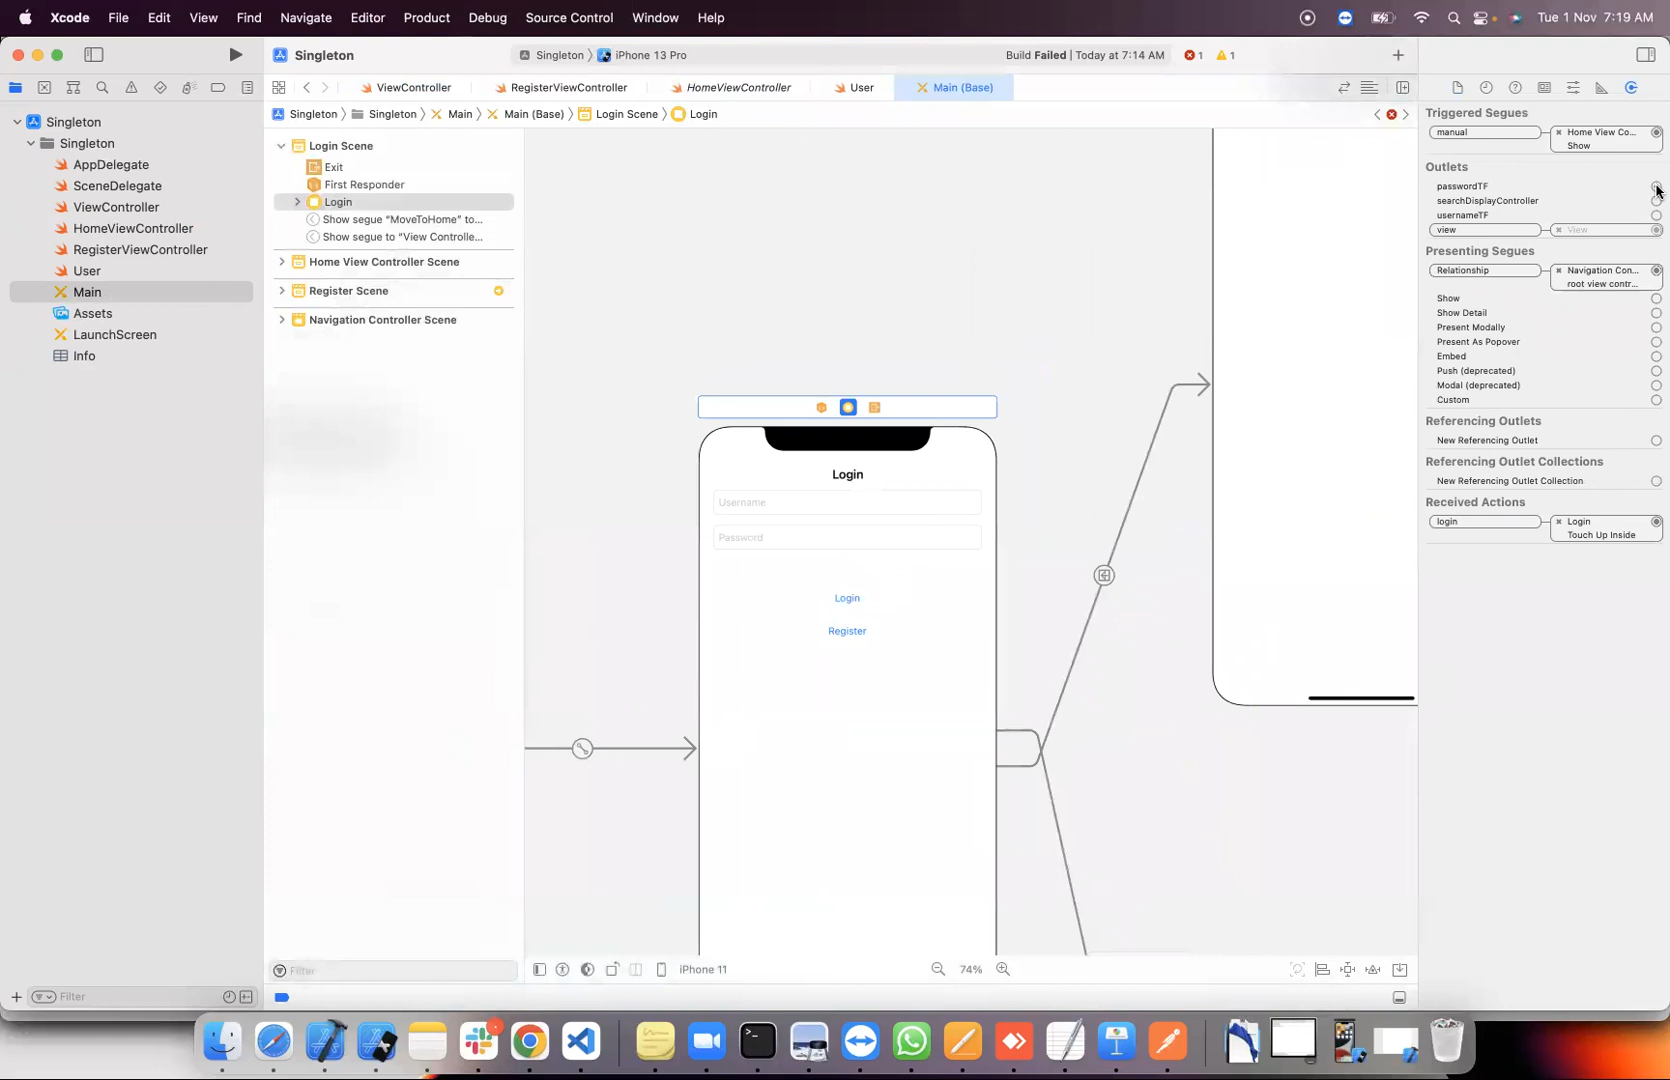 Xcode File Edit View Find Navigate Editor Product Debug Source Control Window Help Tue 1 Nov 7:19 AM
Singleton Singleton 〉 iPhone 13 Pro Build Failed | Today at 7:14 AM 1 1
ViewController RegisterViewController HomeViewController User Main (Base)
Singleton 〉 Singleton 〉 Main 〉 Main (Base) 〉 Login Scene 〉 Login
Singleton
Singleton
AppDelegate
SceneDelegate
ViewController
HomeViewController
RegisterViewController
User
Main
Assets
LaunchScreen
Info
Filter
Login Scene
Exit
First Responder
Login
Show segue “MoveToHome” to...
Show segue to “View Controlle...
Home View Controller Scene
Register Scene
Navigation Controller Scene
Filter
Login
Username
Password
Login
Register
iPhone 11
74%
Triggered Segues
manual Home View Co...
Show
Outlets
passwordTF
searchDisplayController
usernameTF
view View
Presenting Segues
Relationship Navigation Con...
root view contr...
Show
Show Detail
Present Modally
Present As Popover
Embed
Push (deprecated)
Modal (deprecated)
Custom
Referencing Outlets
New Referencing Outlet
Referencing Outlet Collections
New Referencing Outlet Collection
Received Actions
login Login
Touch Up Inside